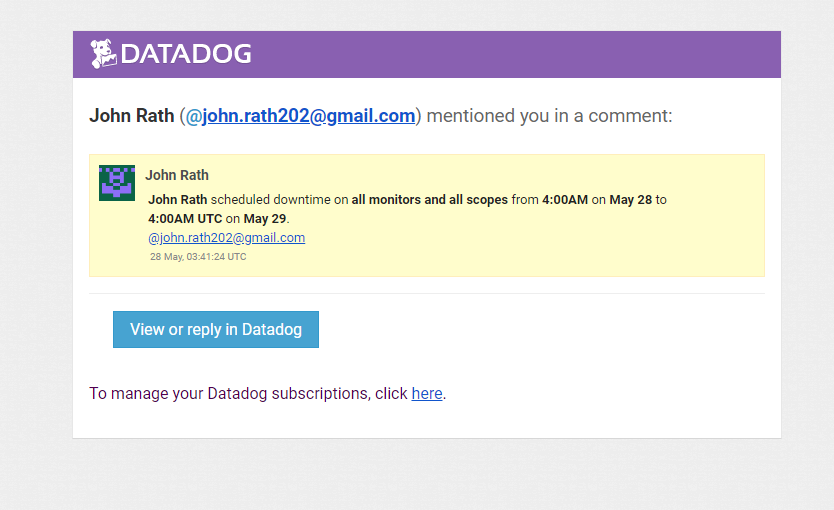 DATADOG
John Rath (@john.rath202@gmail.com) mentioned you in a comment:
John Rath
John Rath scheduled downtime on all monitors and all scopes from 4:00AM on May 28 to
4:00AM UTC on May 29.
@john.rath202@gmail.com
28 May, 03:41:24 UTC
View or reply in Datadog
To manage your Datadog subscriptions, click here.